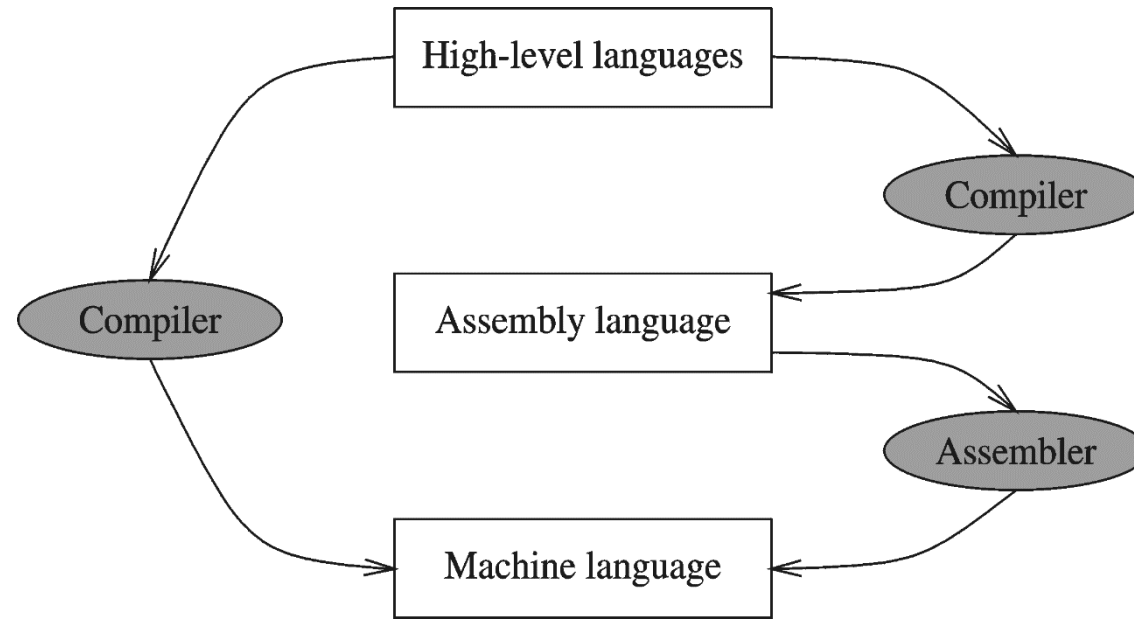 High-level languages
Compiler
Compiler
Assembly language
Assembler
Machine language